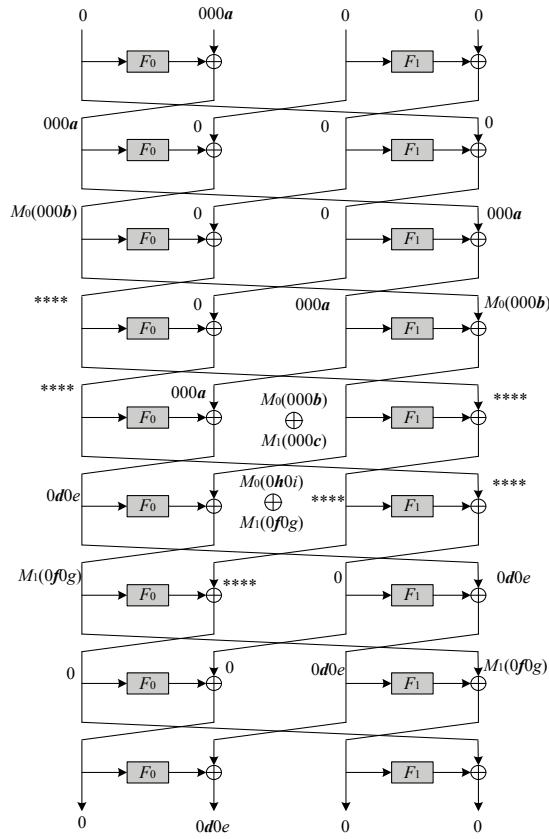 0 000a 0 0
F0 F1
000a 0 0 0
F0 F1
M0(000b) 0 0 000a
F0 F1
**** 0 000a M0(000b)
F0 F1
**** 000a M0(000b) ⊕ M1(000c) ****
F0 F1
0d0e M0(0h0i) ⊕ M1(0f0g) **** ****
F0 F1
M1(0f0g) **** 0 0d0e
F0 F1
0 0 0d0e M1(0f0g)
F0 F1
F0 F1
0 0d0e 0 0